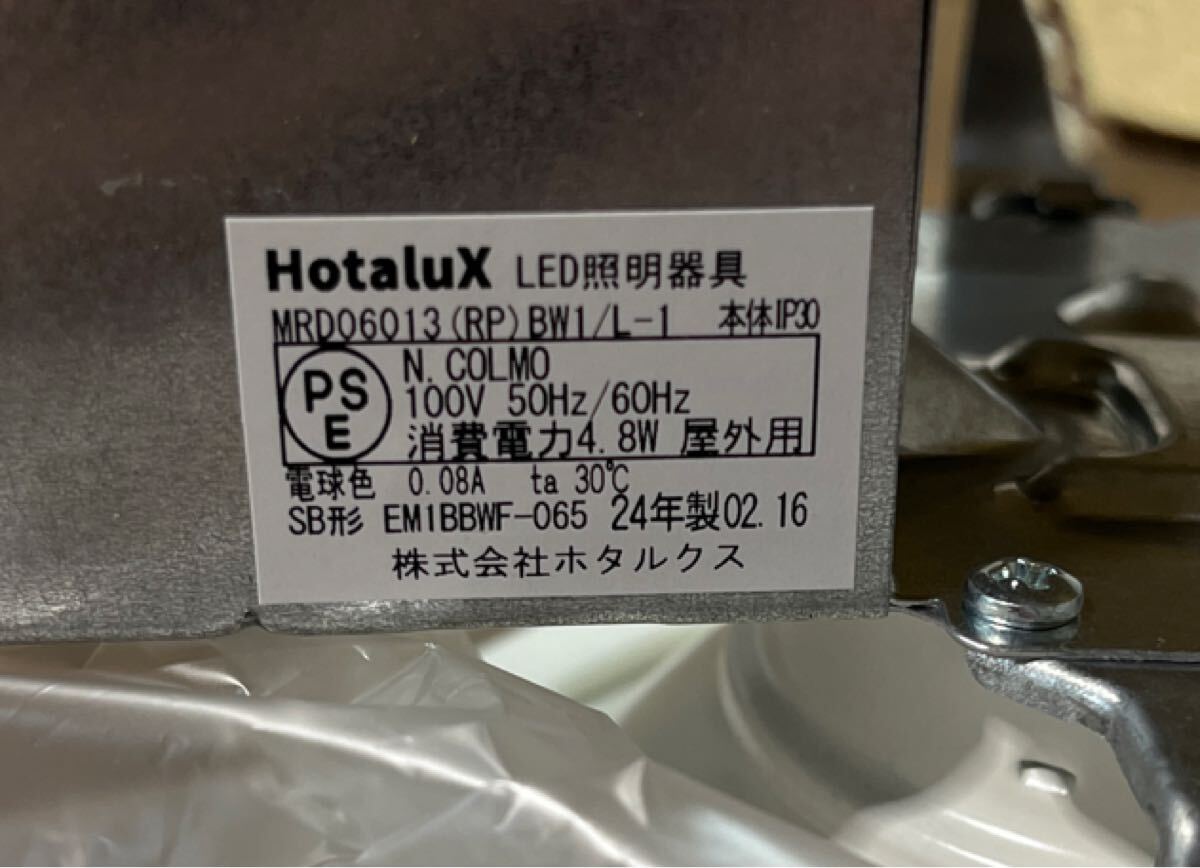 HotaluX LED照明器具
MRD06013(RP)BW1/L-1 本体IP30
PSE N.COLMO
100V 50Hz/60Hz
消費電力4.8W 屋外用
電球色 0.08A ta 30℃
SB形 EM1BBWF-065 24年製02.16
株式会社ホタルクス